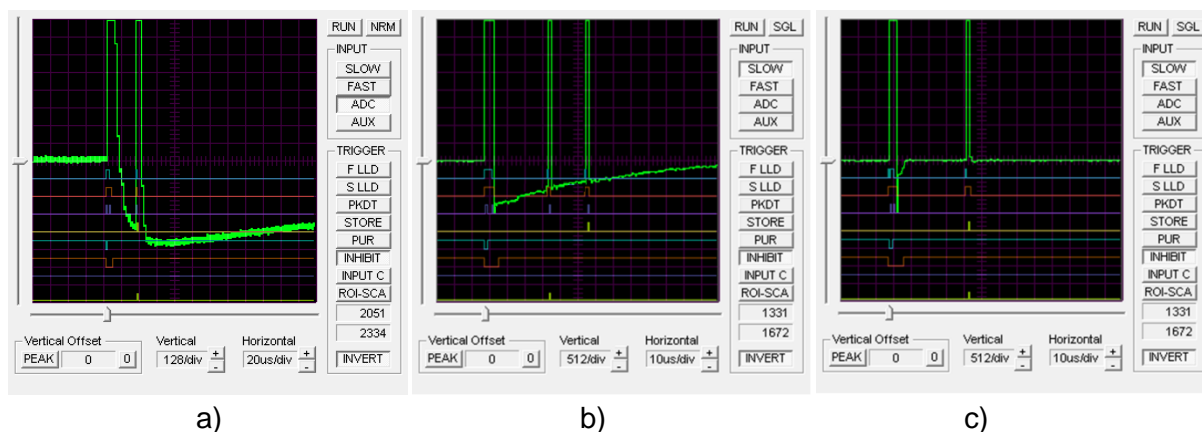 RUN NRM
INPUT
SLOW
FAST
ADC
AUX
TRIGGER
F LLD
S LLD
PKDT
STORE
PUR
INHIBIT
INPUT C
ROI-SCA
2051
2334
INVERT
Vertical Offset
PEAK 0 0
Vertical
128/div + -
Horizontal
20us/div + -
a)
RUN SGL
INPUT
SLOW
FAST
ADC
AUX
TRIGGER
F LLD
S LLD
PKDT
STORE
PUR
INHIBIT
INPUT C
ROI-SCA
1331
1672
INVERT
Vertical Offset
PEAK 0 0
Vertical
512/div + -
Horizontal
10us/div + -
b)
RUN SGL
INPUT
SLOW
FAST
ADC
AUX
TRIGGER
F LLD
S LLD
PKDT
STORE
PUR
INHIBIT
INPUT C
ROI-SCA
1331
1672
INVERT
Vertical Offset
PEAK 0 0
Vertical
512/div + -
Horizontal
10us/div + -
c)